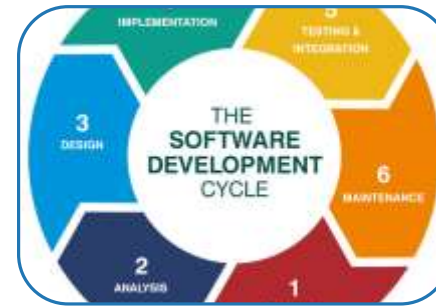 IMPLEMENTATION
5
TESTING &
INTEGRATION
3
DESIGN
THE
SOFTWARE
DEVELOPMENT
CYCLE
6
MAINTENANCE
2
ANALYSIS
1